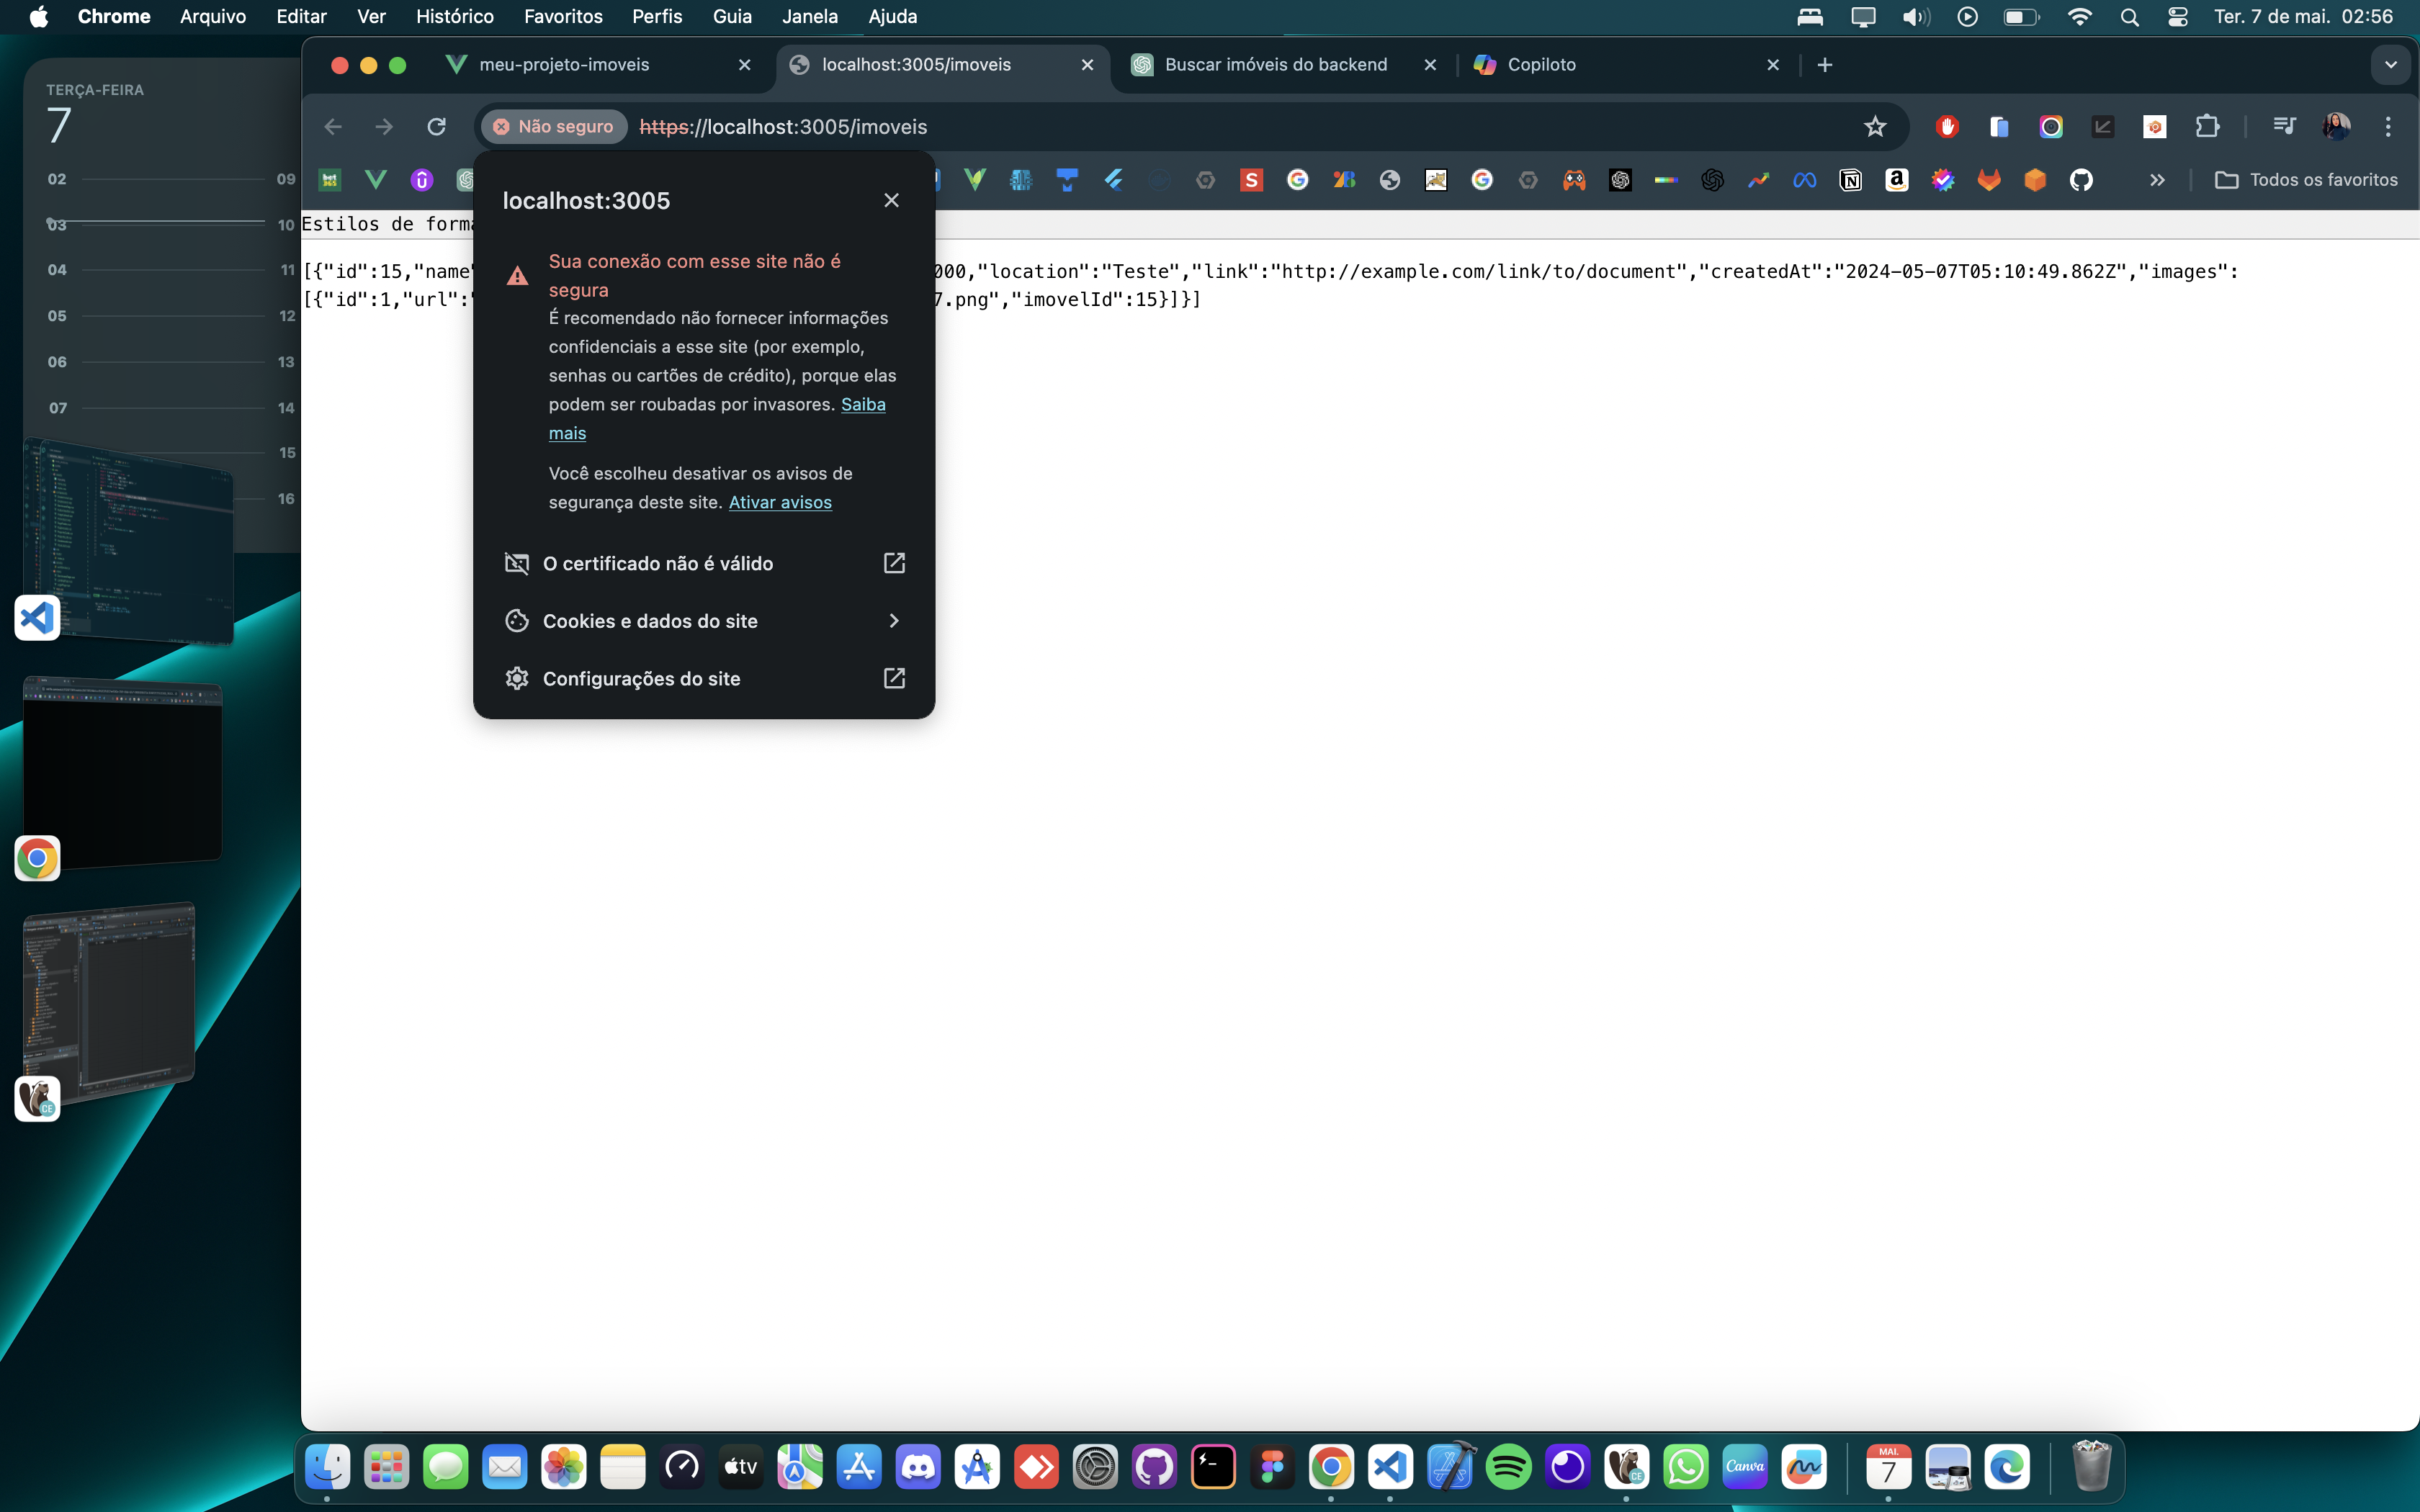 Chrome Arquivo Editar Ver Histórico Favoritos Perfis Guia Janela Ajuda
Ter. 7 de mai. 02:56
TERÇA-FEIRA
7
02 09
03 10
04 11
05 12
06 13
07 14
15
16
meu-projeto-imoveis
localhost:3005/imoveis
Buscar imóveis do backend
Copiloto
Não seguro
https://localhost:3005/imoveis
Todos os favoritos
Estilos de form
[{"id":15,"name"
000,"location":"Teste","link":"http://example.com/link/to/document","createdAt":"2024-05-07T05:10:49.862Z","images":
[{"id":1,"url":
7.png","imovelId":15}]}]
localhost:3005
Sua conexão com esse site não é
segura
É recomendado não fornecer informações
confidenciais a esse site (por exemplo,
senhas ou cartões de crédito), porque elas
podem ser roubadas por invasores. Saiba
mais
Você escolheu desativar os avisos de
segurança deste site. Ativar avisos
O certificado não é válido
Cookies e dados do site
Configurações do site
CE
CE
tv
Canva
MAI.
7